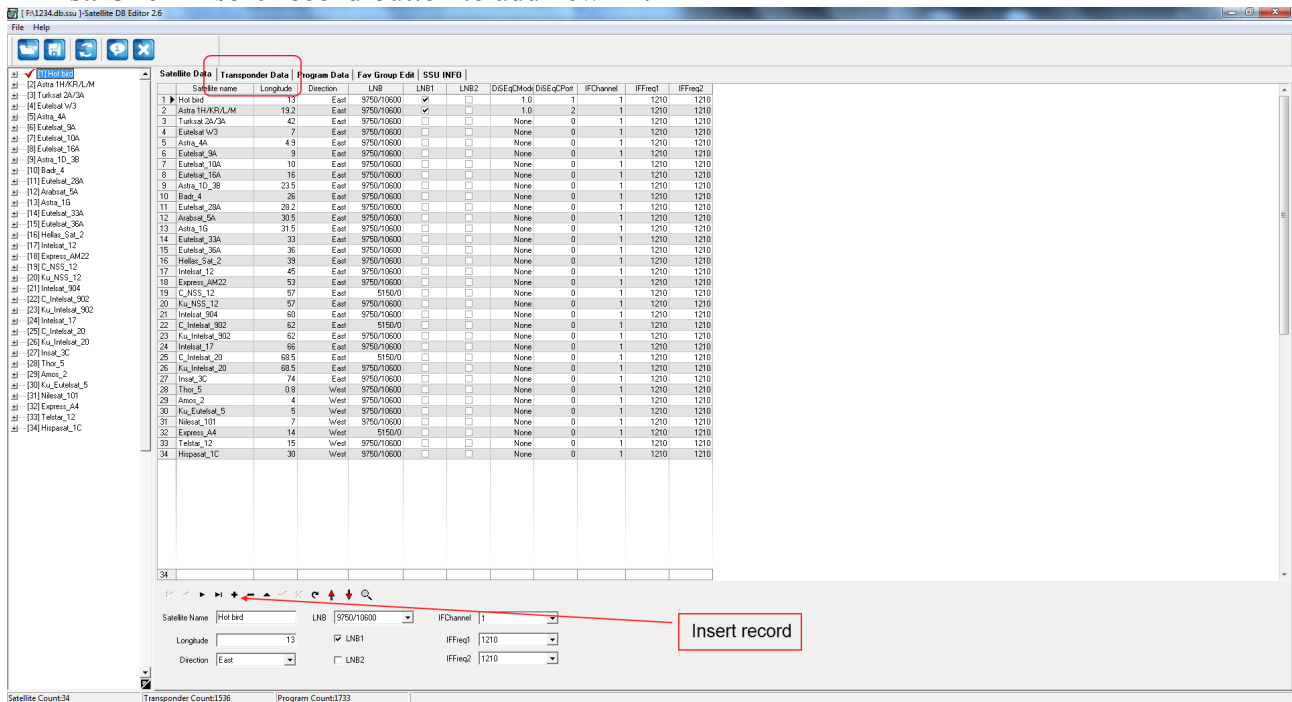 [ F:\1234.db.ssu ]-Satellite DB Editor 2.6
File Help
Satellite Data Transponder Data Program Data Fav Group Edit SSU INFO
[1] Hot bird
[2] Astra 1H/KR/L/M
[3] Turksat 2A/3A
[4] Eutelsat W3
[5] Astra_4A
[6] Eutelsat_9A
[7] Eutelsat_10A
[8] Eutelsat_16A
[9] Astra_1D_3B
[10] Badr_4
[11] Eutelsat_28A
[12] Arabsat_5A
[13] Astra_1G
[14] Eutelsat_33A
[15] Eutelsat_36A
[16] Hellas_Sat_2
[17] Intelsat_12
[18] Express_AM22
[19] C_NSS_12
[20] Ku_NSS_12
[21] Intelsat_904
[22] C_Intelsat_902
[23] Ku_Intelsat_902
[24] Intelsat_17
[25] C_Intelsat_20
[26] Ku_Intelsat_20
[27] Insat_3C
[28] Thor_5
[29] Amos_2
[30] Ku_Eutelsat_5
[31] Nilesat_101
[32] Express_A4
[33] Telstar_12
[34] Hispasat_1C
Satellite name Longitude Direction LNB LNB1 LNB2 DiSEqCMode DiSEqCPort IFChannel IFFreq1 IFFreq2
1 Hot bird 13 East 9750/10600 1.0 1 1 1210 1210
2 Astra 1H/KR/L/M 19.2 East 9750/10600 1.0 2 1 1210 1210
3 Turksat 2A/3A 42 East 9750/10600 None 0 1 1210 1210
4 Eutelsat W3 7 East 9750/10600 None 0 1 1210 1210
5 Astra_4A 4.9 East 9750/10600 None 0 1 1210 1210
6 Eutelsat_9A 9 East 9750/10600 None 0 1 1210 1210
7 Eutelsat_10A 10 East 9750/10600 None 0 1 1210 1210
8 Eutelsat_16A 16 East 9750/10600 None 0 1 1210 1210
9 Astra_1D_3B 23.5 East 9750/10600 None 0 1 1210 1210
10 Badr_4 26 East 9750/10600 None 0 1 1210 1210
11 Eutelsat_28A 28.2 East 9750/10600 None 0 1 1210 1210
12 Arabsat_5A 30.5 East 9750/10600 None 0 1 1210 1210
13 Astra_1G 31.5 East 9750/10600 None 0 1 1210 1210
14 Eutelsat_33A 33 East 9750/10600 None 0 1 1210 1210
15 Eutelsat_36A 36 East 9750/10600 None 0 1 1210 1210
16 Hellas_Sat_2 39 East 9750/10600 None 0 1 1210 1210
17 Intelsat_12 45 East 9750/10600 None 0 1 1210 1210
18 Express_AM22 53 East 9750/10600 None 0 1 1210 1210
19 C_NSS_12 57 East 5150/0 None 0 1 1210 1210
20 Ku_NSS_12 57 East 9750/10600 None 0 1 1210 1210
21 Intelsat_904 60 East 9750/10600 None 0 1 1210 1210
22 C_Intelsat_902 62 East 5150/0 None 0 1 1210 1210
23 Ku_Intelsat_902 62 East 9750/10600 None 0 1 1210 1210
24 Intelsat_17 66 East 9750/10600 None 0 1 1210 1210
25 C_Intelsat_20 68.5 East 5150/0 None 0 1 1210 1210
26 Ku_Intelsat_20 68.5 East 9750/10600 None 0 1 1210 1210
27 Insat_3C 74 East 9750/10600 None 0 1 1210 1210
28 Thor_5 0.8 West 9750/10600 None 0 1 1210 1210
29 Amos_2 4 West 9750/10600 None 0 1 1210 1210
30 Ku_Eutelsat_5 5 West 9750/10600 None 0 1 1210 1210
31 Nilesat_101 7 West 9750/10600 None 0 1 1210 1210
32 Express_A4 14 West 5150/0 None 0 1 1210 1210
33 Telstar_12 15 West 9750/10600 None 0 1 1210 1210
34 Hispasat_1C 30 West 9750/10600 None 0 1 1210 1210
34
Satellite Name Hot bird LNB 9750/10600 IFChannel 1
Longitude 13 LNB1 IFFreq1 1210
Direction East LNB2 IFFreq2 1210
Insert record
Satellite Count:34 Transponder Count:1536 Program Count:1733